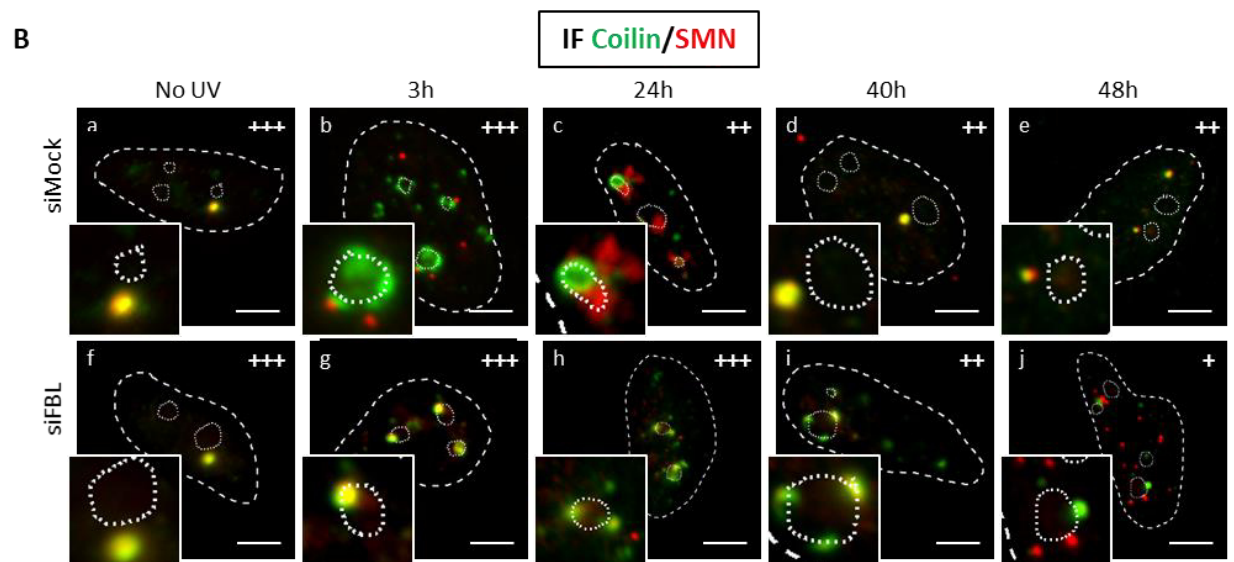 B
IF Coilin/SMN
No UV 3h 24h 40h 48h
siMock
a +++ b +++ c ++ d ++ e ++
siFBL
f +++ g +++ h +++ i ++ j +